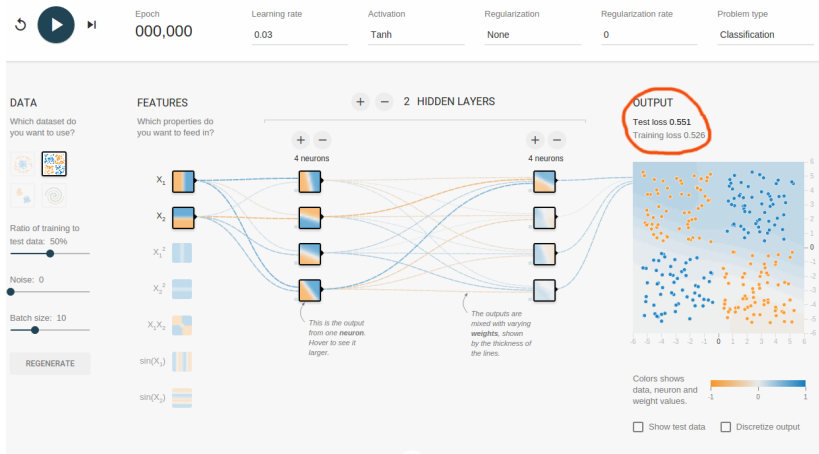 Epoch
000,000
Learning rate
0.03
Activation
Tanh
Regularization
None
Regularization rate
0
Problem type
Classification
DATA
Which dataset do
you want to use?
Ratio of training to
test data: 50%
Noise: 0
Batch size: 10
REGENERATE
FEATURES
Which properties do
you want to feed in?
X₁
X₂
X₁²
X₂²
X₁X₂
sin(X₁)
sin(X₂)
+ − 2 HIDDEN LAYERS
+ −
4 neurons
+ −
4 neurons
This is the output
from one neuron.
Hover to see it
larger.
The outputs are
mixed with varying
weights, shown
by the thickness of
the lines.
OUTPUT
Test loss 0.551
Training loss 0.526
6
5
4
3
2
1
0
-1
-2
-3
-4
-5
-6
-6 -5 -4 -3 -2 -1 0 1 2 3 4 5 6
Colors shows
data, neuron and
weight values.
-1 0 1
Show test data
Discretize output